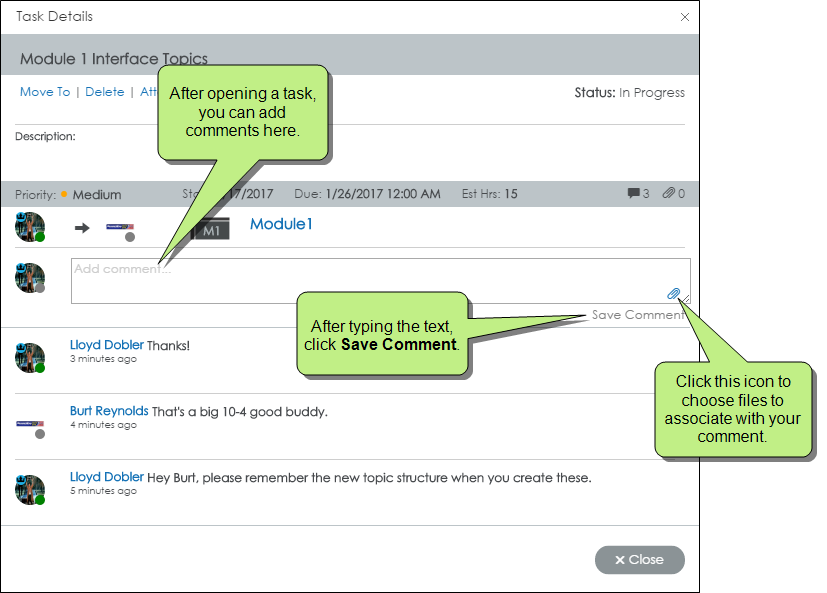 Task Details
Module 1 Interface Topics
Move To | Delete | Att
Status: In Progress
After opening a task,
you can add
comments here.
Description:
Priority: Medium
17/2017
Due: 1/26/2017 12:00 AM
Est Hrs: 15
3
0
M1
Module1
Add comment...
Save Comment
After typing the text,
click Save Comment.
Click this icon to
choose files to
associate with your
comment.
Lloyd Dobler Thanks!
3 minutes ago
Burt Reynolds That's a big 10-4 good buddy.
4 minutes ago
Lloyd Dobler Hey Burt, please remember the new topic structure when you create these.
5 minutes ago
Close